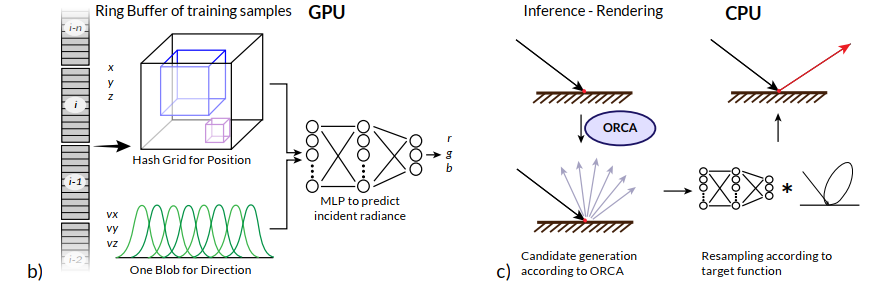 Ring Buffer of training samples
GPU
i-n
x
y
z
i
Hash Grid for Position
i-1
r
g
b
MLP to predict
incident radiance
vx
vy
vz
i-2
b)
One Blob for Direction
Inference - Rendering
CPU
ORCA
*
Candidate generation
according to ORCA
c)
Resampling according to
target function